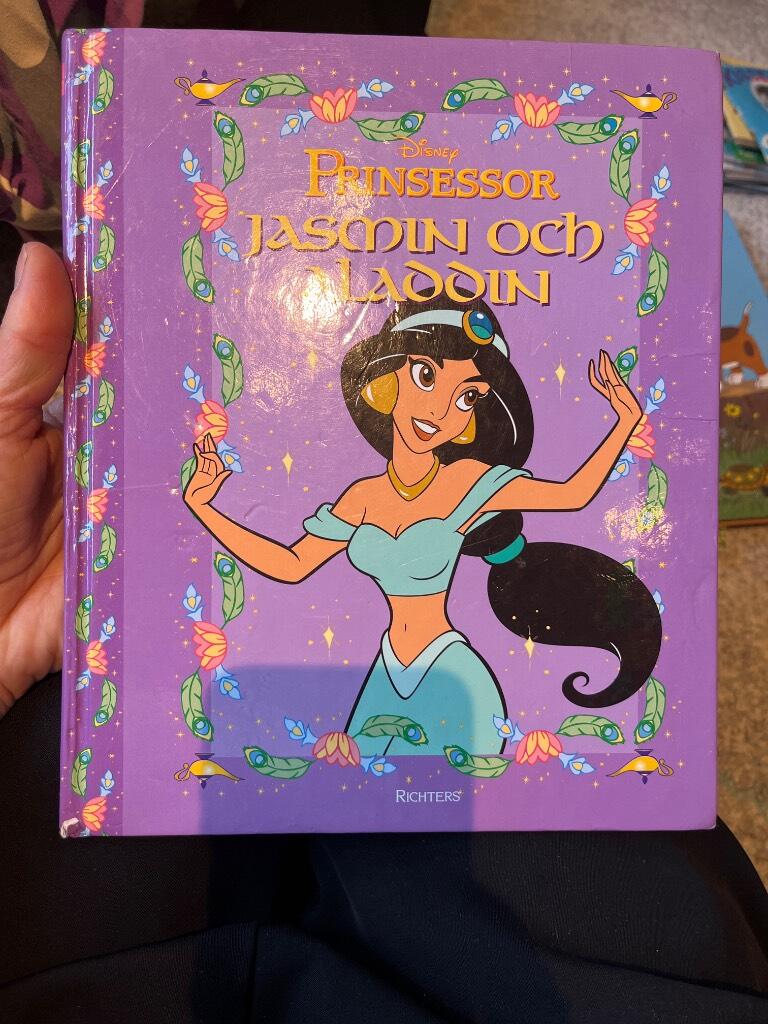 Disney
PRINSESSOR
JASMIN OCH
ALADDIN
RICHTERS